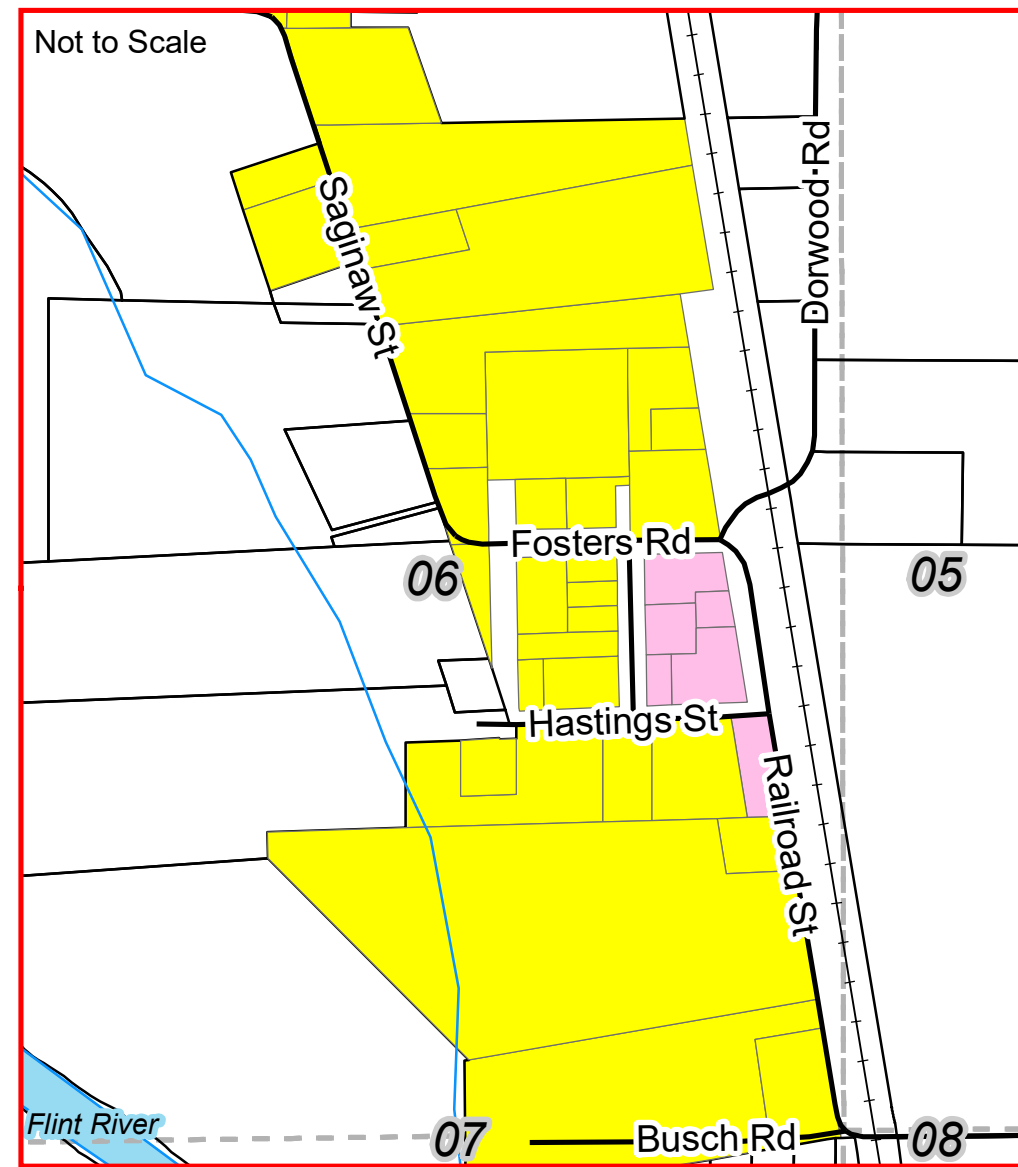 Not to Scale
Dorwood Rd
Saginaw St
Fosters Rd
06
05
Hastings St
Railroad St
Flint River
07
Busch Rd
08